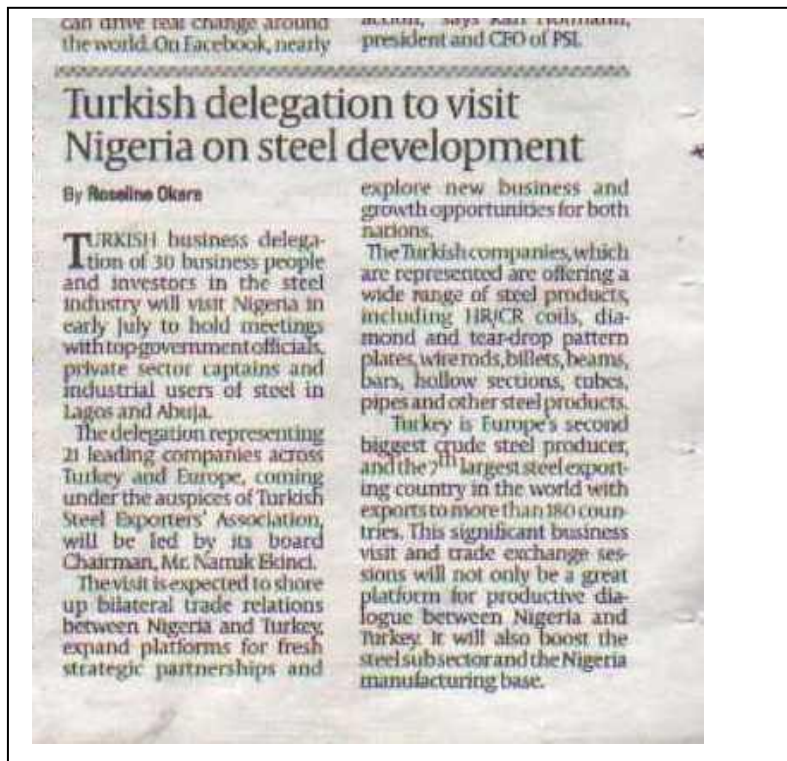 can drive real change around
the world. On Facebook, nearly
action," says Karl Hofmann,
president and CEO of PSI.
Turkish delegation to visit
Nigeria on steel development
By Roseline Okere
TURKISH business delega-
tion of 30 business people
and investors in the steel
industry will visit Nigeria in
early July to hold meetings
with top government officials,
private sector captains and
industrial users of steel in
Lagos and Abuja.
The delegation representing
21 leading companies across
Turkey and Europe, coming
under the auspices of Turkish
Steel Exporters' Association,
will be led by its board
Chairman, Mr. Namuk Ekinci.
The visit is expected to shore
up bilateral trade relations
between Nigeria and Turkey,
expand platforms for fresh
strategic partnerships and
explore new business and
growth opportunities for both
nations.
The Turkish companies, which
are represented are offering a
wide range of steel products,
including HR/CR coils, dia-
mond and tear-drop pattern
plates, wire rods, billets, beams,
bars, hollow sections, tubes,
pipes and other steel products.
Turkey is Europe's second
biggest crude steel producer,
and the 7th largest steel export-
ing country in the world with
exports to more than 180 coun-
tries. This significant business
visit and trade exchange ses-
sions will not only be a great
platform for productive dia-
logue between Nigeria and
Turkey. It will also boost the
steel subsector and the Nigeria
manufacturing base.